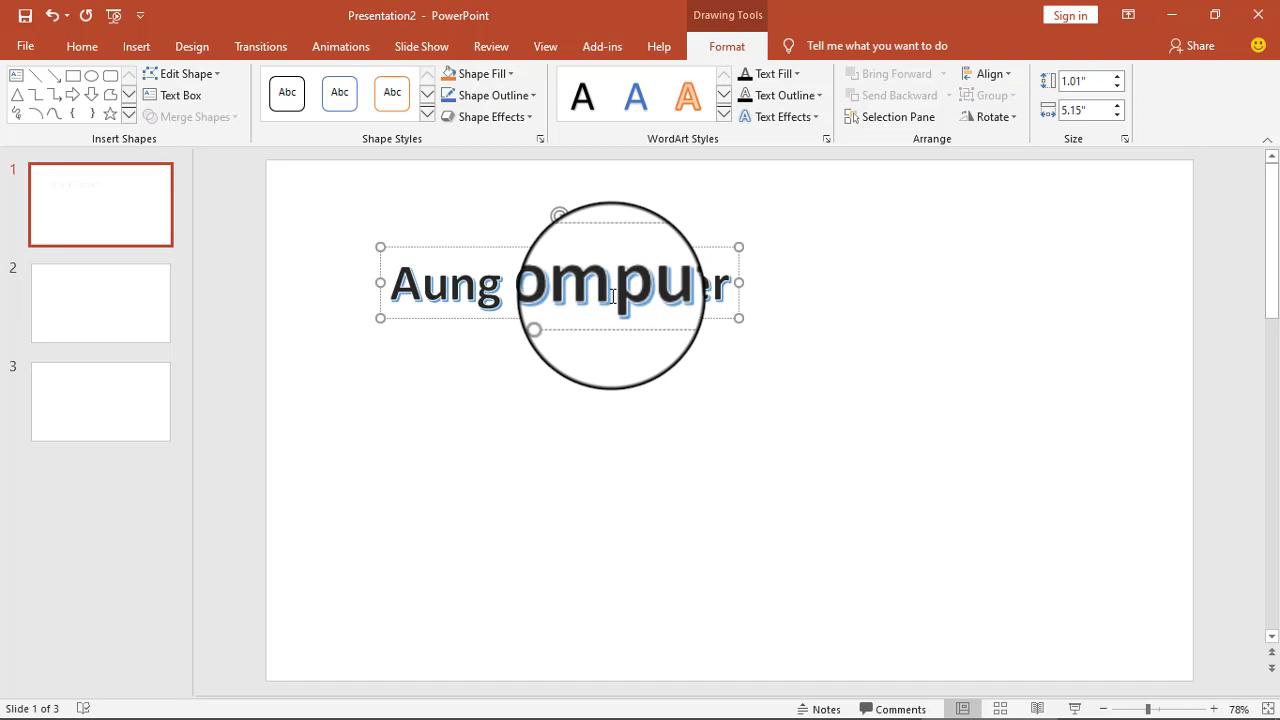 Presentation2 - PowerPoint
Drawing Tools
Sign in
File
Home
Insert
Design
Transitions
Animations
Slide Show
Review
View
Add-ins
Help
Format
Tell me what you want to do
Share
Edit Shape
Text Box
Merge Shapes
Insert Shapes
Abc
Abc
Abc
Shape Fill
Shape Outline
Shape Effects
Shape Styles
A
A
A
Text Fill
Text Outline
Text Effects
WordArt Styles
Bring Forward
Send Backward
Selection Pane
Align
Group
Rotate
Arrange
1.01"
5.15"
Size
1
2
3
Aung ompu er
Slide 1 of 3
Notes
Comments
78%